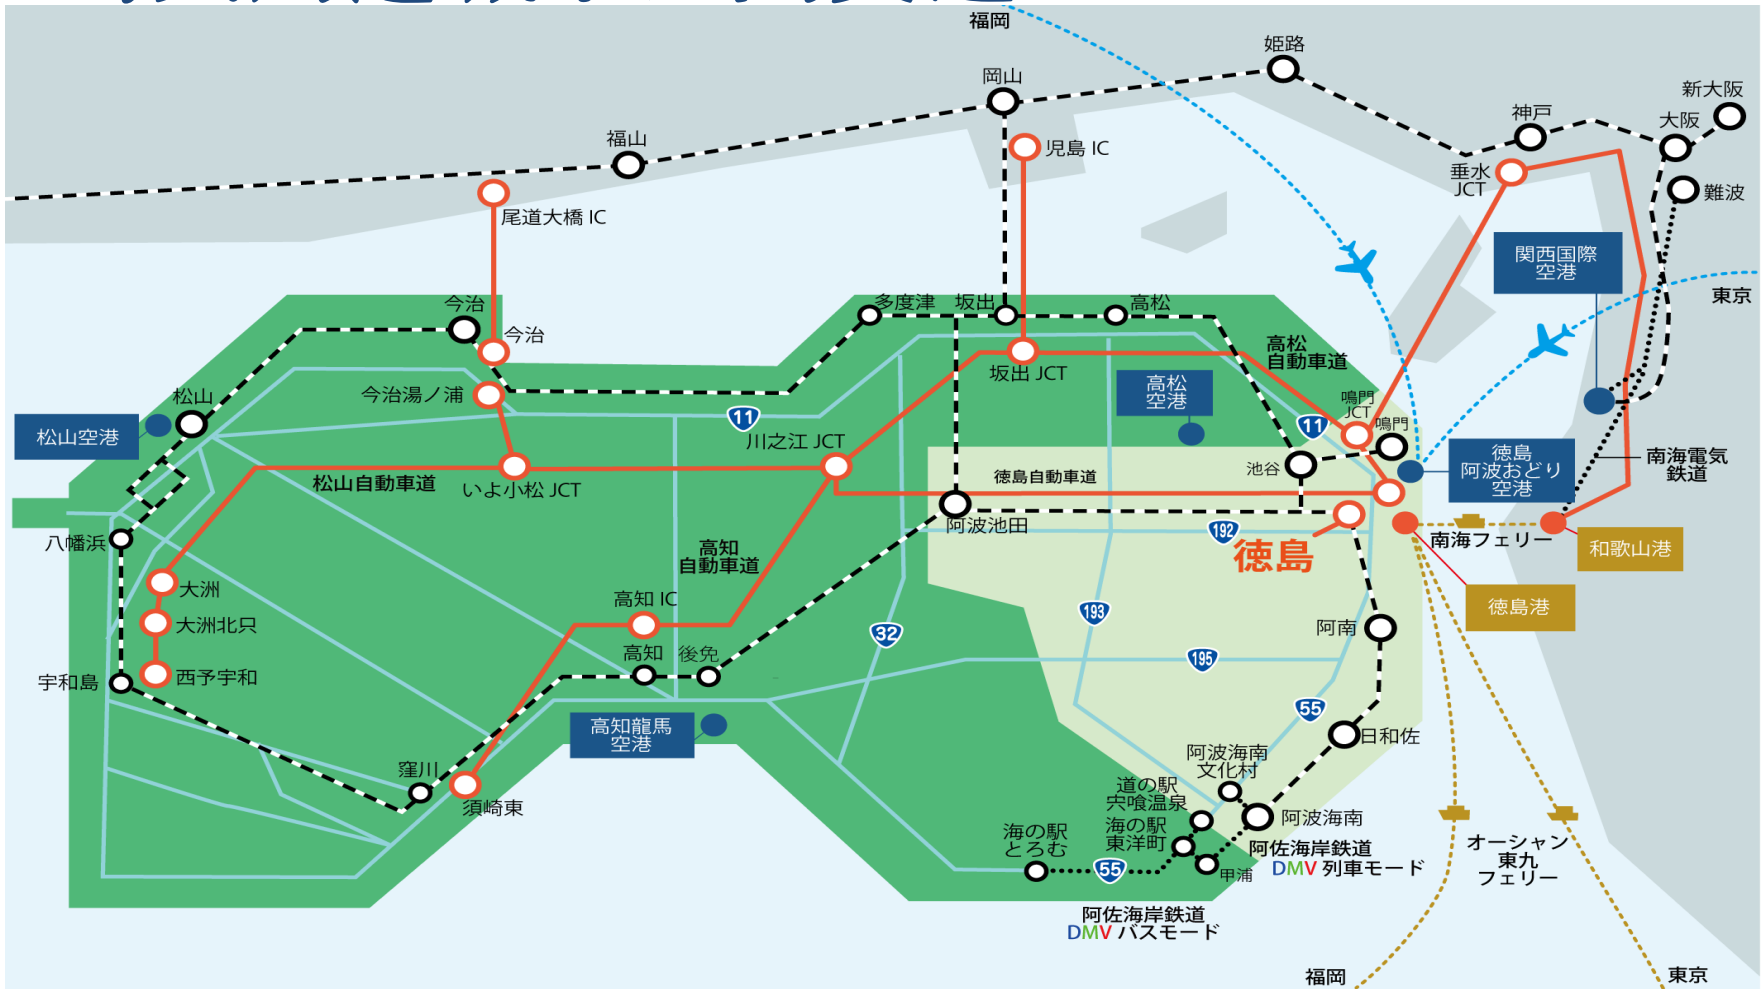 福岡
姫路
岡山
新大阪
神戸
大阪
福山
児島 IC
垂水
JCT
難波
尾道大橋 IC
関西国際
空港
東京
今治
今治
多度津
坂出
高松
高松
自動車道
坂出 JCT
高松
空港
今治湯ノ浦
松山
鳴門
JCT
鳴門
松山空港
11
11
川之江 JCT
徳島
阿波おどり
空港
南海電気
鉄道
池谷
徳島自動車道
松山自動車道
いよ小松 JCT
阿波池田
192
徳島
南海フェリー
和歌山港
八幡浜
高知
自動車道
大洲
高知 IC
193
徳島港
大洲北只
32
阿南
高知
後免
195
宇和島
西予宇和
55
高知龍馬
空港
日和佐
阿波海南
文化村
窪川
須崎東
道の駅
宍喰温泉
阿波海南
海の駅
東洋町
海の駅
とろむ
阿佐海岸鉄道
DMV 列車モード
オーシャン
東九
フェリー
55
甲浦
阿佐海岸鉄道
DMV バスモード
福岡
東京